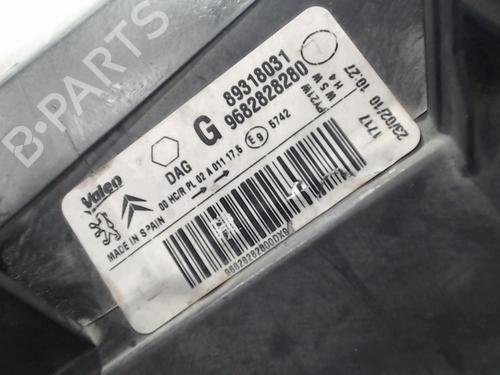 B-PARTS
Valeo
MADE IN SPAIN
DAG
G
89318031
9682828280
00 HC/R PL 02 A 011 17,5
E9 5742
PY21W
W5W
H4
1717
23/02/10 10:27
96828282800DX9